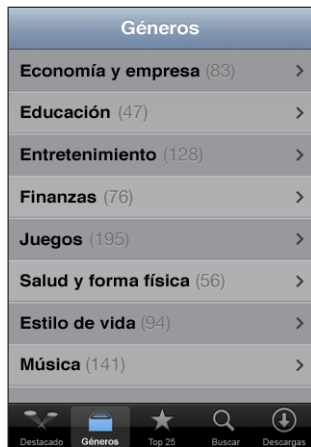 Géneros
Economía y empresa (83)
Educación (47)
Entretenimiento (128)
Finanzas (76)
Juegos (195)
Salud y forma física (56)
Estilo de vida (94)
Música (141)
Destacado Géneros Top 25 Buscar Descargas